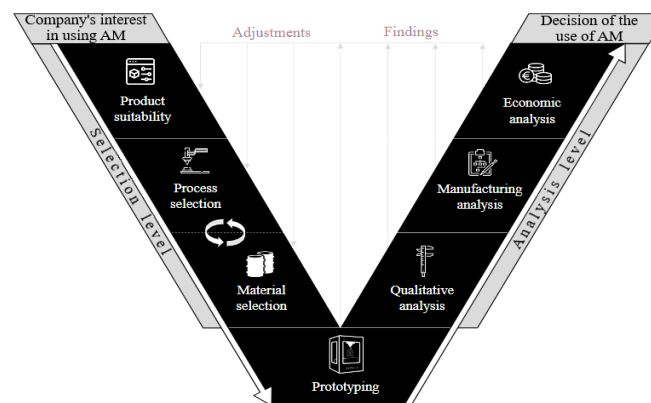 Company's interest
in using AM
Adjustments
Findings
Decision of the
use of AM
Product
suitability
Economic
analysis
Selection level
Analysis level
Process
selection
Manufacturing
analysis
Material
selection
Qualitative
analysis
Prototyping